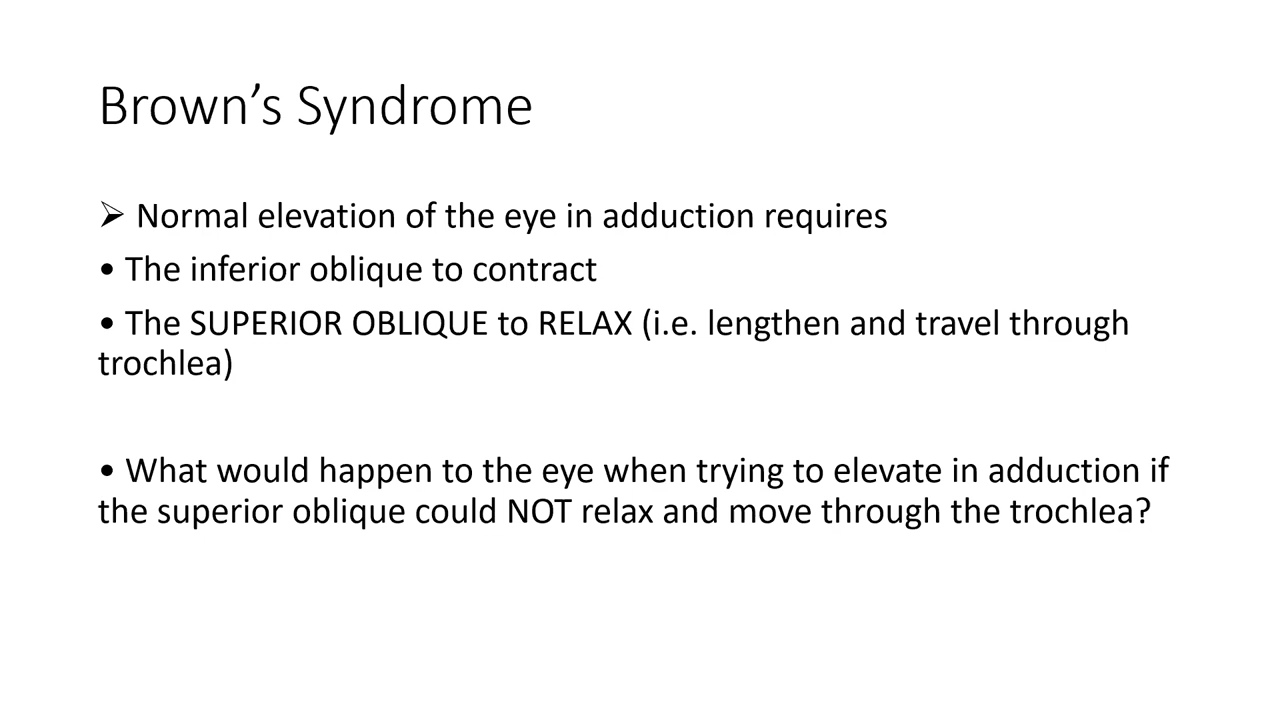 Brown’s Syndrome
➢ Normal elevation of the eye in adduction requires
• The inferior oblique to contract
• The SUPERIOR OBLIQUE to RELAX (i.e. lengthen and travel through
trochlea)
• What would happen to the eye when trying to elevate in adduction if
the superior oblique could NOT relax and move through the trochlea?